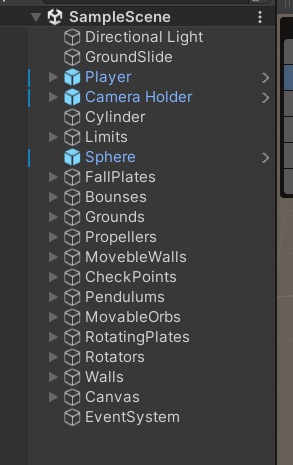 SampleScene
Directional Light
GroundSlide
Player
Camera Holder
Cylinder
Limits
Sphere
FallPlates
Bounses
Grounds
Propellers
MovebleWalls
CheckPoints
Pendulums
MovableOrbs
RotatingPlates
Rotators
Walls
Canvas
EventSystem